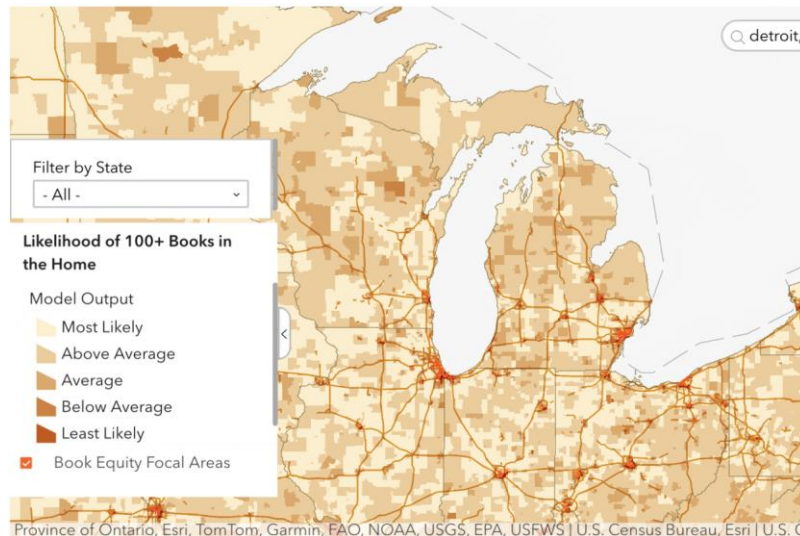 detroit,
Filter by State
- All -
Likelihood of 100+ Books in
the Home
Model Output
Most Likely
Above Average
Average
Below Average
Least Likely
Book Equity Focal Areas
Province of Ontario, Esri, TomTom, Garmin, FAO, NOAA, USGS, EPA, USFWS | U.S. Census Bureau, Esri | U.S. C